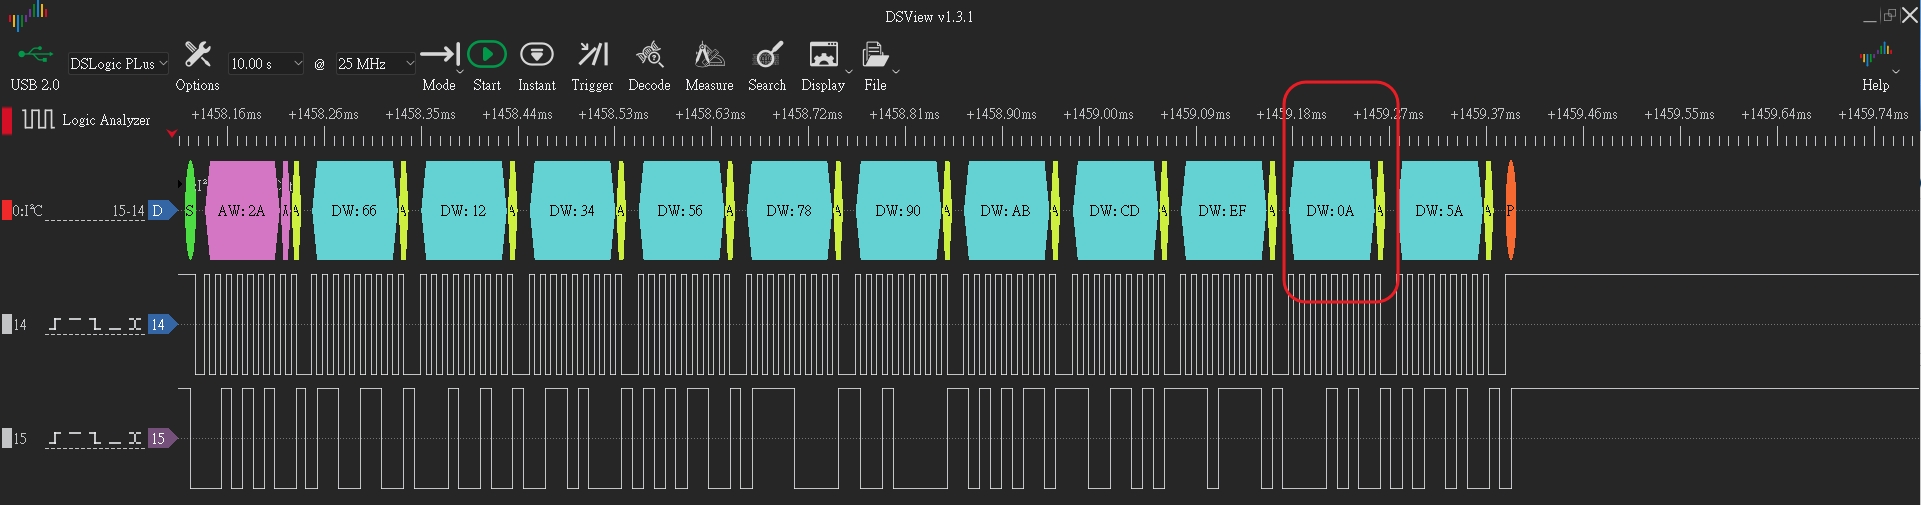 DSView v1.3.1
USB 2.0
DSLogic PLus
Options
10.00 s
@
25 MHz
Mode
Start
Instant
Trigger
Decode
Measure
Search
Display
File
Help
Logic Analyzer
+1458.16ms +1458.26ms +1458.35ms +1458.44ms +1458.53ms +1458.63ms +1458.72ms +1458.81ms +1458.90ms +1459.00ms +1459.09ms +1459.18ms +1459.27ms +1459.37ms +1459.46ms +1459.55ms +1459.64ms +1459.74ms
0:I²C 15-14 D S AW: 2A A DW: 66 A DW: 12 A DW: 34 A DW: 56 A DW: 78 A DW: 90 A DW: AB A DW: CD A DW: EF A DW: 0A A DW: 5A A P
14 14
15 15